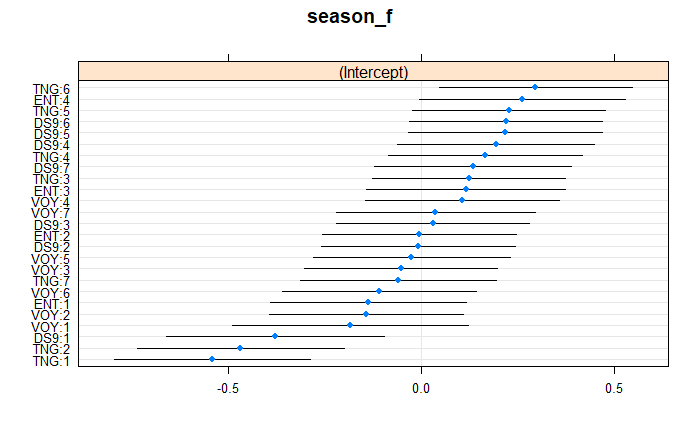 season_f
(Intercept)
TNG:6
ENT:4
TNG:5
DS9:6
DS9:5
DS9:4
TNG:4
DS9:7
TNG:3
ENT:3
VOY:4
VOY:7
DS9:3
ENT:2
DS9:2
VOY:5
VOY:3
TNG:7
VOY:6
ENT:1
VOY:2
VOY:1
DS9:1
TNG:2
TNG:1
-0.5 0.0 0.5